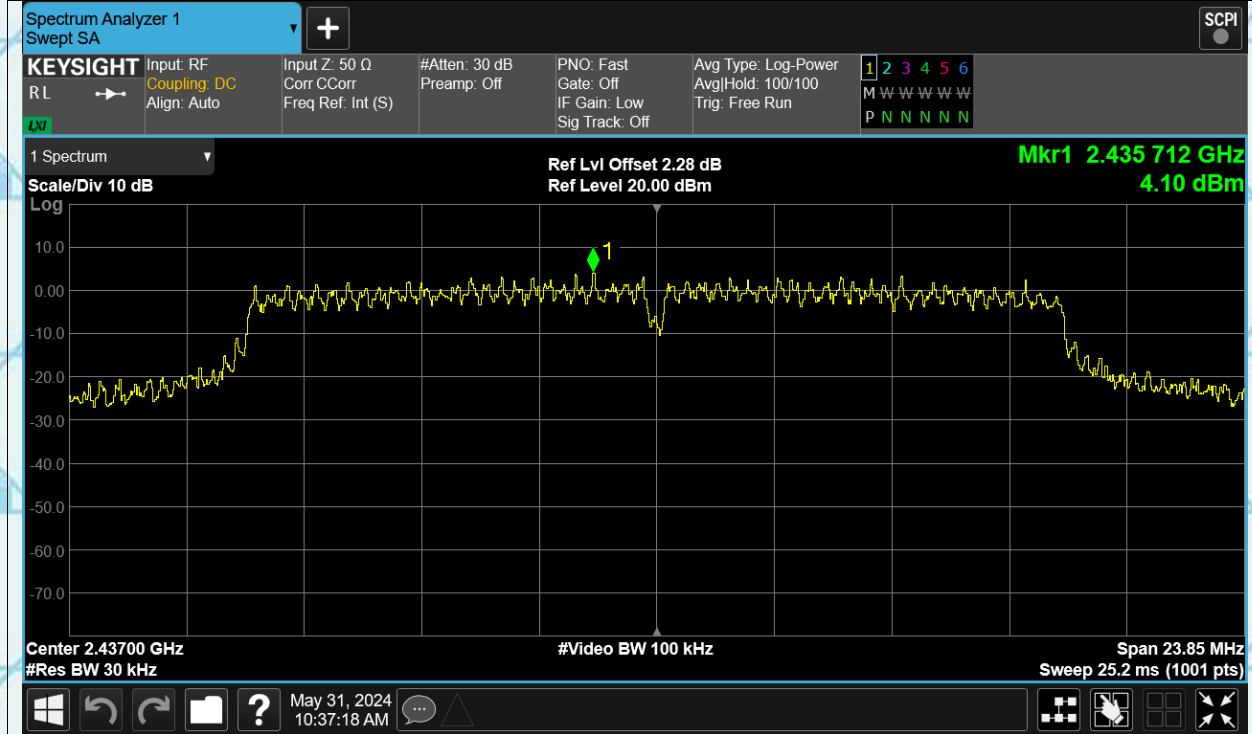 Spectrum Analyzer 1
Swept SA
SCPI
KEYSIGHT
R L
LXI
Input: RF
Coupling: DC
Align: Auto
Input Z: 50 Ω
Corr CCorr
Freq Ref: Int (S)
#Atten: 30 dB
Preamp: Off
PNO: Fast
Gate: Off
IF Gain: Low
Sig Track: Off
Avg Type: Log-Power
Avg|Hold: 100/100
Trig: Free Run
1 2 3 4 5 6
M W W W W W W
P N N N N N
1 Spectrum
Scale/Div 10 dB
Log
Ref Lvl Offset 2.28 dB
Ref Level 20.00 dBm
Mkr1 2.435 712 GHz
4.10 dBm
1
10.0
0.00
-10.0
-20.0
-30.0
-40.0
-50.0
-60.0
-70.0
Center 2.43700 GHz
#Video BW 100 kHz
Span 23.85 MHz
#Res BW 30 kHz
Sweep 25.2 ms (1001 pts)
?
May 31, 2024
10:37:18 AM